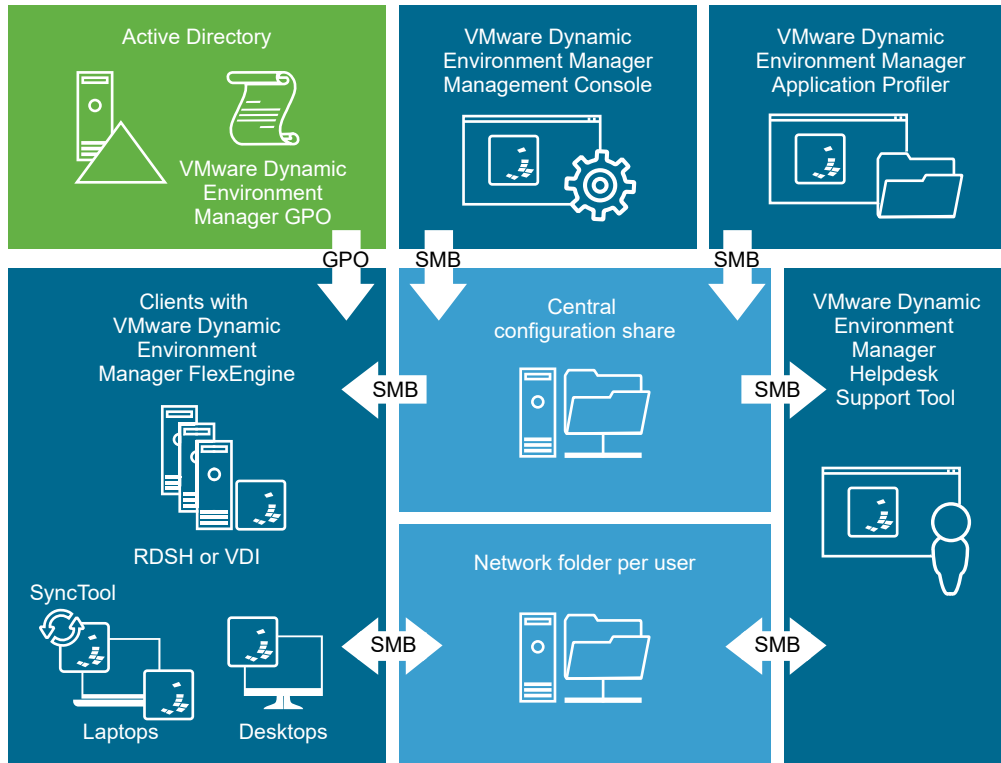 Active Directory
VMware Dynamic
Environment
Manager GPO
VMware Dynamic
Environment Manager
Management Console
VMware Dynamic
Environment Manager
Application Profiler
GPO
SMB
SMB
Clients with
VMware Dynamic
Environment
Manager FlexEngine
RDSH or VDI
SyncTool
Laptops
Desktops
SMB
Central
configuration share
SMB
VMware Dynamic
Environment
Manager
Helpdesk
Support Tool
SMB
Network folder per user
SMB